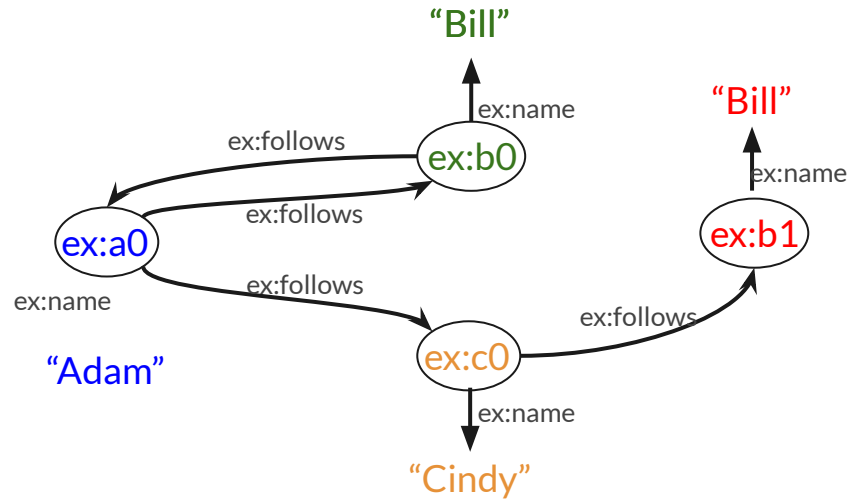 “Bill”
ex:name
“Bill”
ex:follows
ex:b0
ex:name
ex:follows
ex:a0
ex:b1
ex:name
ex:follows
ex:follows
“Adam”
ex:c0
ex:name
“Cindy”